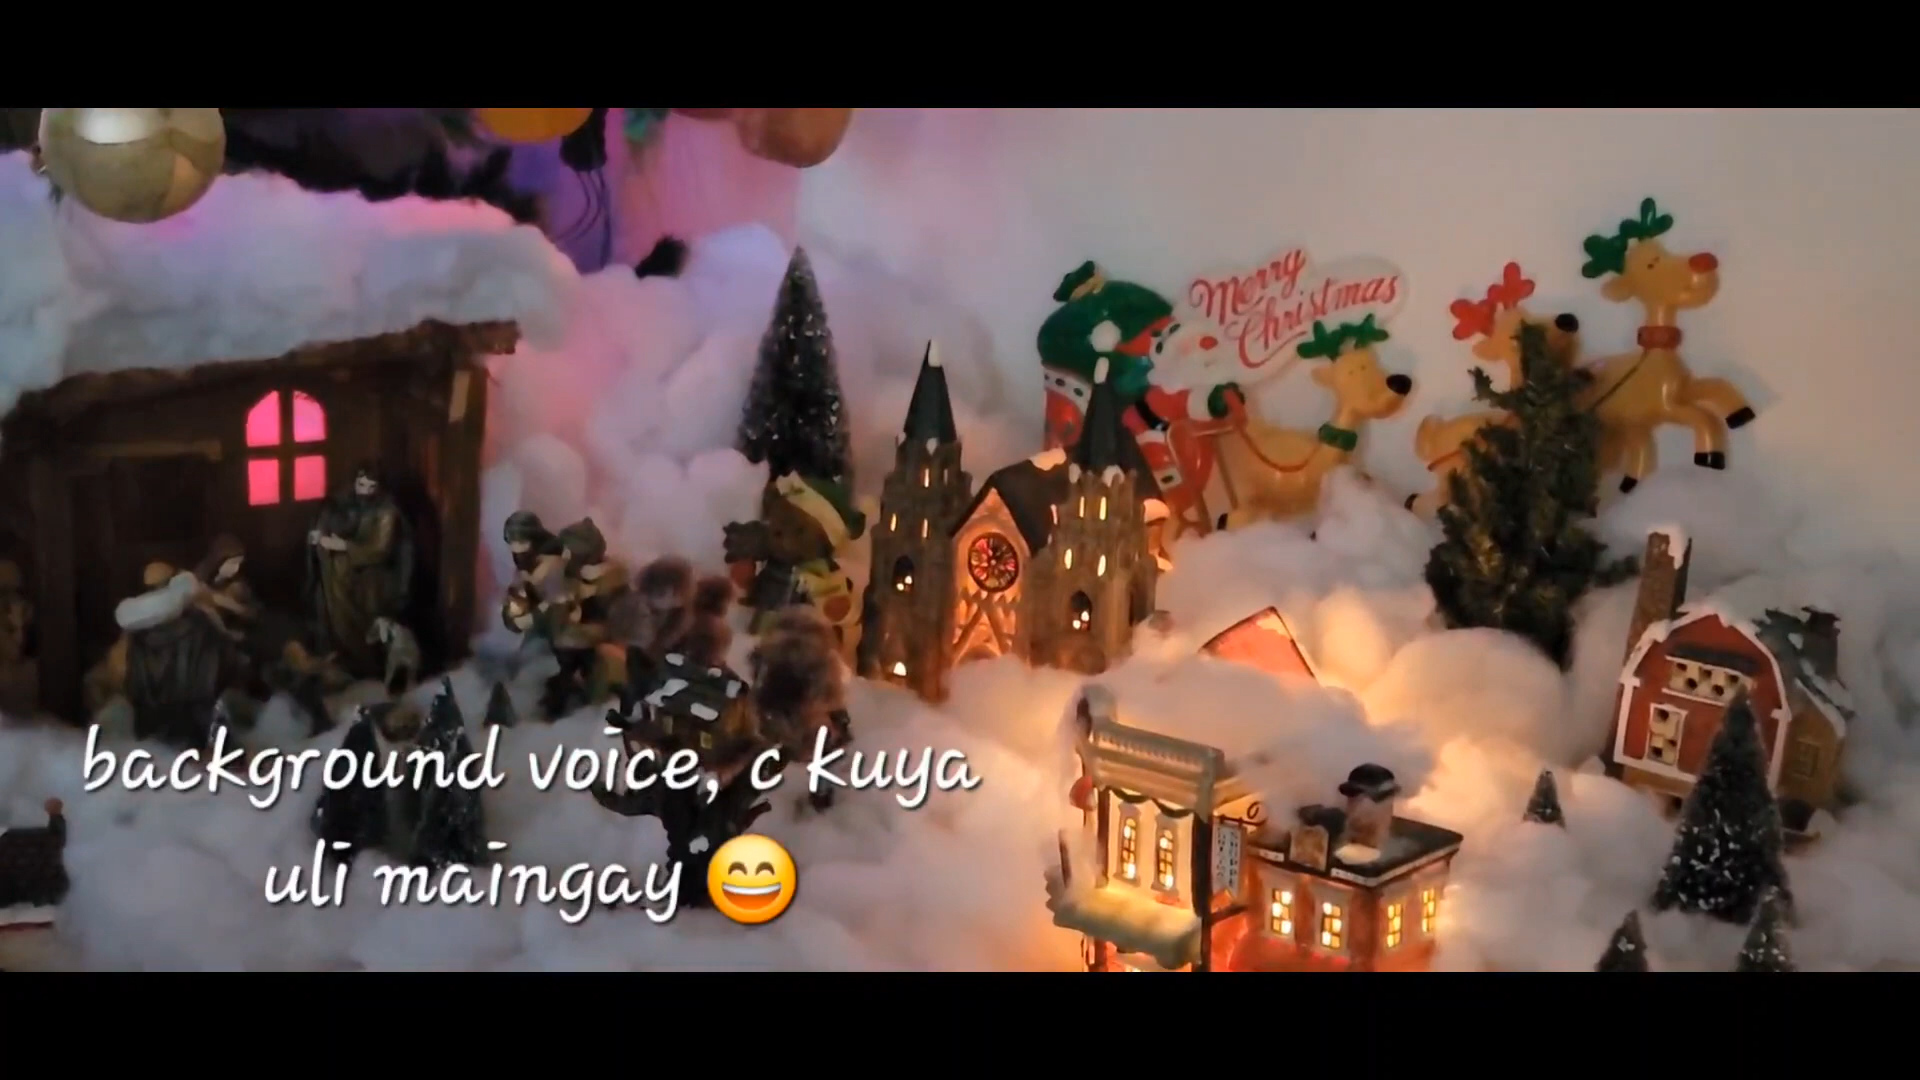 Merry
Christmas
background voice, c kuya
uli maingay 😄